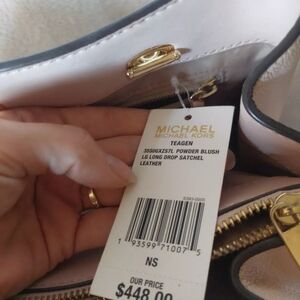 MICHAEL
MICHAEL KORS
TEAGEN
35S0GXZS7L POWDER BLUSH
LG LONG DROP SATCHEL
LEATHER
1 93599 71007 5
NS
OUR PRICE
$448.00